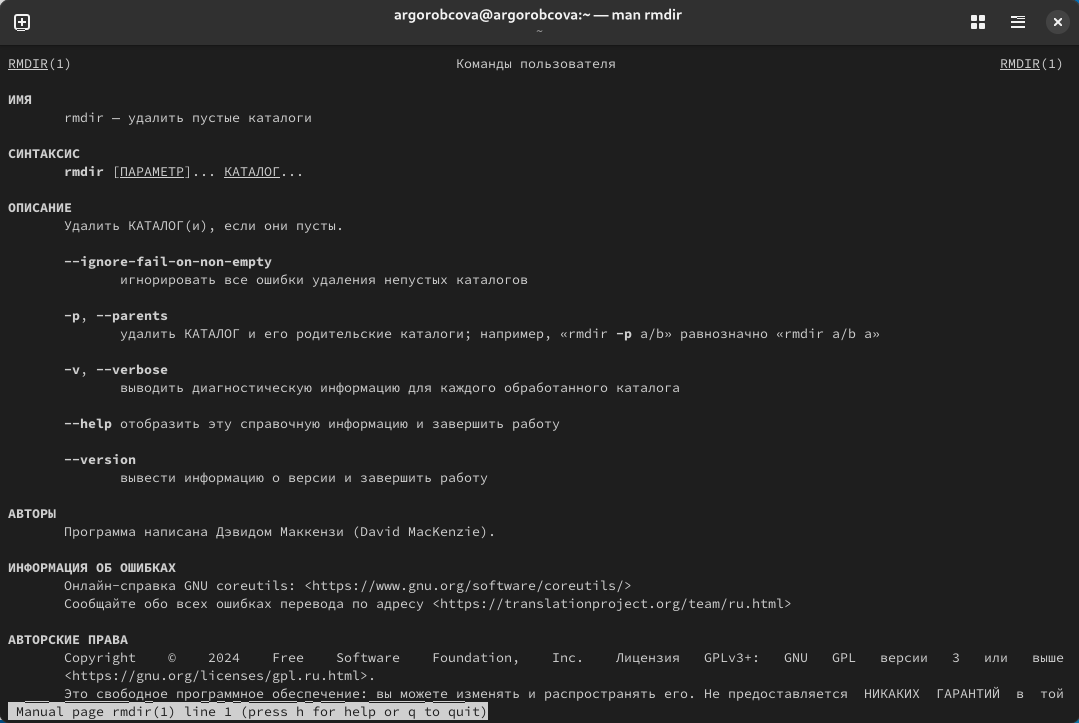 argorobcova@argorobcova:~ — man rmdir
~
RMDIR(1) Команды пользователя RMDIR(1)
ИМЯ
rmdir — удалить пустые каталоги
СИНТАКСИС
rmdir [ПАРАМЕТР]... КАТАЛОГ...
ОПИСАНИЕ
Удалить КАТАЛОГ(и), если они пусты.
--ignore-fail-on-non-empty
игнорировать все ошибки удаления непустых каталогов
-p, --parents
удалить КАТАЛОГ и его родительские каталоги; например, «rmdir -p a/b» равнозначно «rmdir a/b a»
-v, --verbose
выводить диагностическую информацию для каждого обработанного каталога
--help отобразить эту справочную информацию и завершить работу
--version
вывести информацию о версии и завершить работу
АВТОРЫ
Программа написана Дэвидом Маккензи (David MacKenzie).
ИНФОРМАЦИЯ ОБ ОШИБКАХ
Онлайн-справка GNU coreutils: <https://www.gnu.org/software/coreutils/>
Сообщайте обо всех ошибках перевода по адресу <https://translationproject.org/team/ru.html>
АВТОРСКИЕ ПРАВА
Copyright © 2024 Free Software Foundation, Inc. Лицензия GPLv3+: GNU GPL версии 3 или выше
<https://gnu.org/licenses/gpl.ru.html>.
Это свободное программное обеспечение: вы можете изменять и распространять его. Не предоставляется НИКАКИХ ГАРАНТИЙ в той
Manual page rmdir(1) line 1 (press h for help or q to quit)